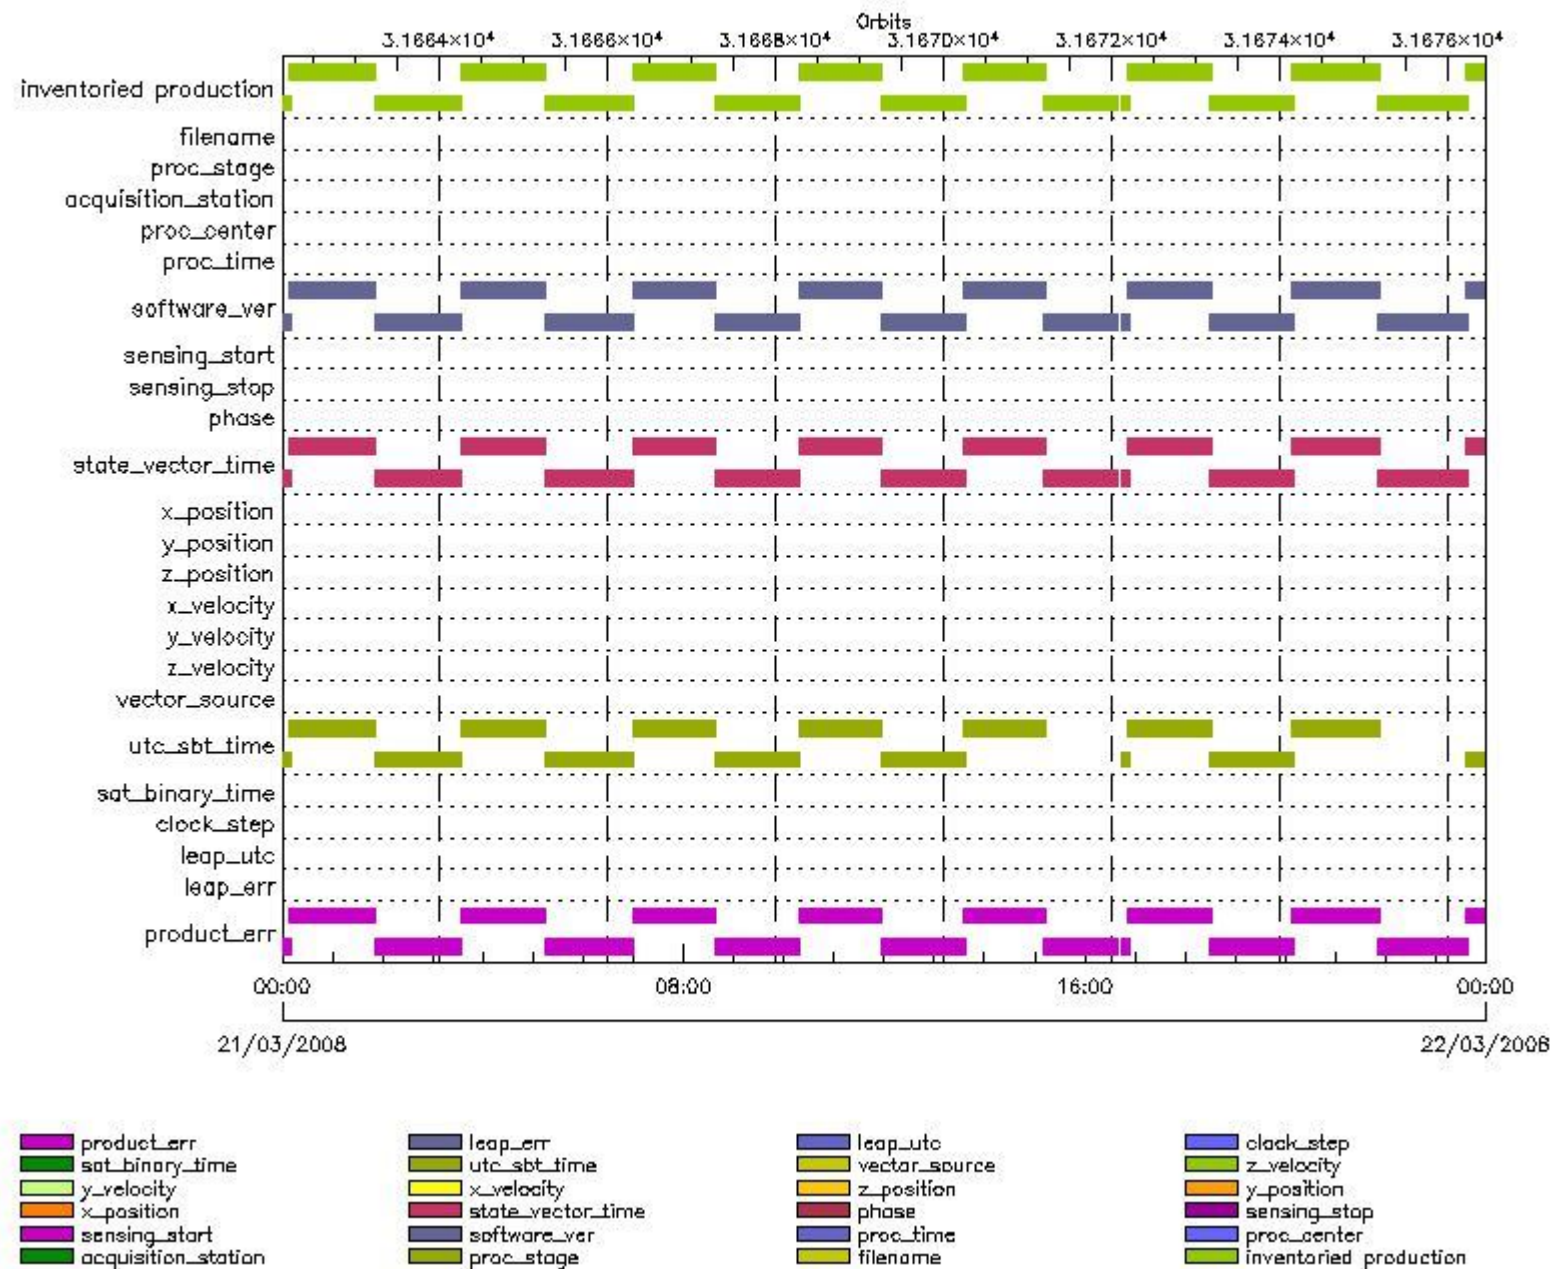 Orbits
3.1664×10⁴ 3.1666×10⁴ 3.1668×10⁴ 3.1670×10⁴ 3.1672×10⁴ 3.1674×10⁴ 3.1676×10⁴
inventoried production
filename
proc_stage
acquisition_station
proc_center
proc_time
software_ver
sensing_start
sensing_stop
phase
state_vector_time
x_position
y_position
z_position
x_velocity
y_velocity
z_velocity
vector_source
utc_sbt_time
sat_binary_time
clock_step
leap_utc
leap_err
product_err
00:00 08:00 16:00 00:00
21/03/2008 22/03/2008
product_err leap_err leap_utc clock_step
sat_binary_time utc_sbt_time vector_source z_velocity
y_velocity x_velocity z_position y_position
x_position state_vector_time phase sensing_stop
sensing_start software_ver proc_time proc_center
acquisition_station proc_stage filename inventoried production